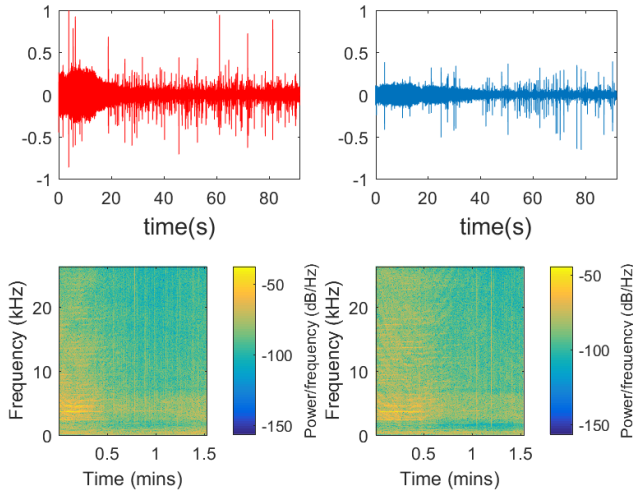 1
0.5
0
-0.5
-1
0 20 40 60 80
time(s)
1
0.5
0
-0.5
-1
0 20 40 60 80
time(s)
Frequency (kHz)
20
10
0
0.5 1 1.5
Time (mins)
-50
-100
-150
Power/frequency (dB/Hz)
Frequency (kHz)
20
10
0
0.5 1 1.5
Time (mins)
-50
-100
-150
Power/frequency (dB/Hz)